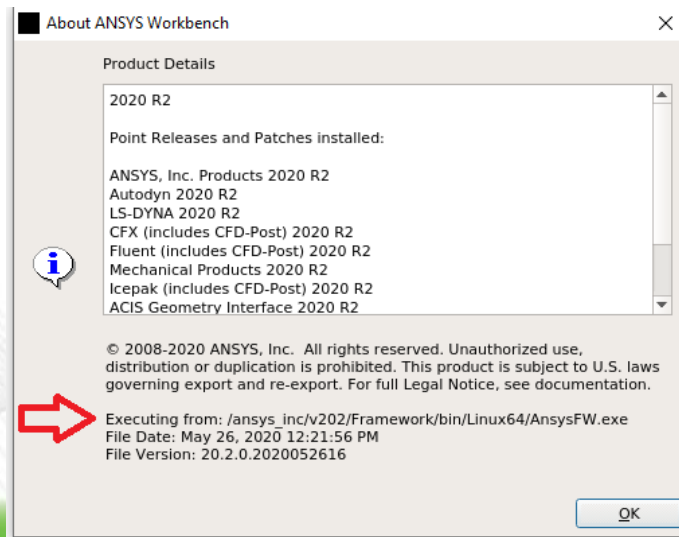 About ANSYS Workbench
Product Details
2020 R2
Point Releases and Patches installed:
ANSYS, Inc. Products 2020 R2
Autodyn 2020 R2
LS-DYNA 2020 R2
CFX (includes CFD-Post) 2020 R2
Fluent (includes CFD-Post) 2020 R2
Mechanical Products 2020 R2
Icepak (includes CFD-Post) 2020 R2
ACIS Geometry Interface 2020 R2
© 2008-2020 ANSYS, Inc.  All rights reserved. Unauthorized use,
distribution or duplication is prohibited. This product is subject to U.S. laws
governing export and re-export. For full Legal Notice, see documentation.
Executing from: /ansys_inc/v202/Framework/bin/Linux64/AnsysFW.exe
File Date: May 26, 2020 12:21:56 PM
File Version: 20.2.0.2020052616
OK